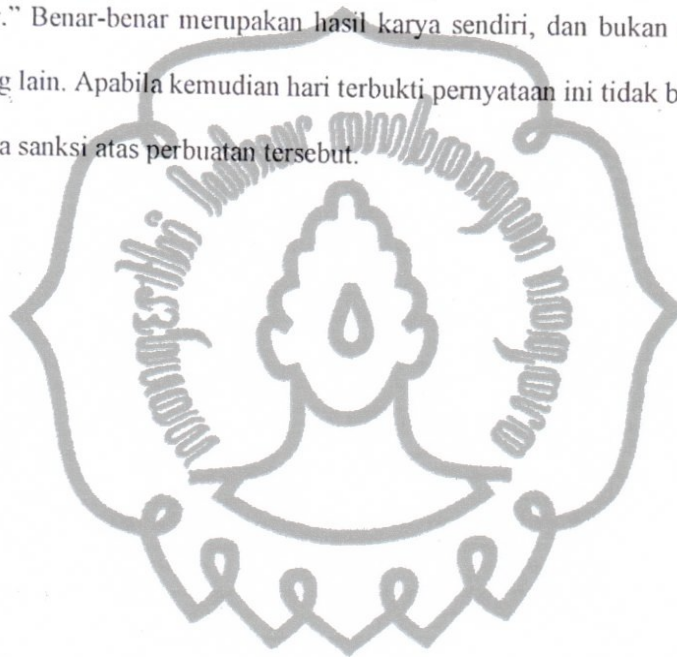 .” Benar-benar merupakan hasil karya sendiri, dan bukan
g lain. Apabila kemudian hari terbukti pernyataan ini tidak b
a sanksi atas perbuatan tersebut.